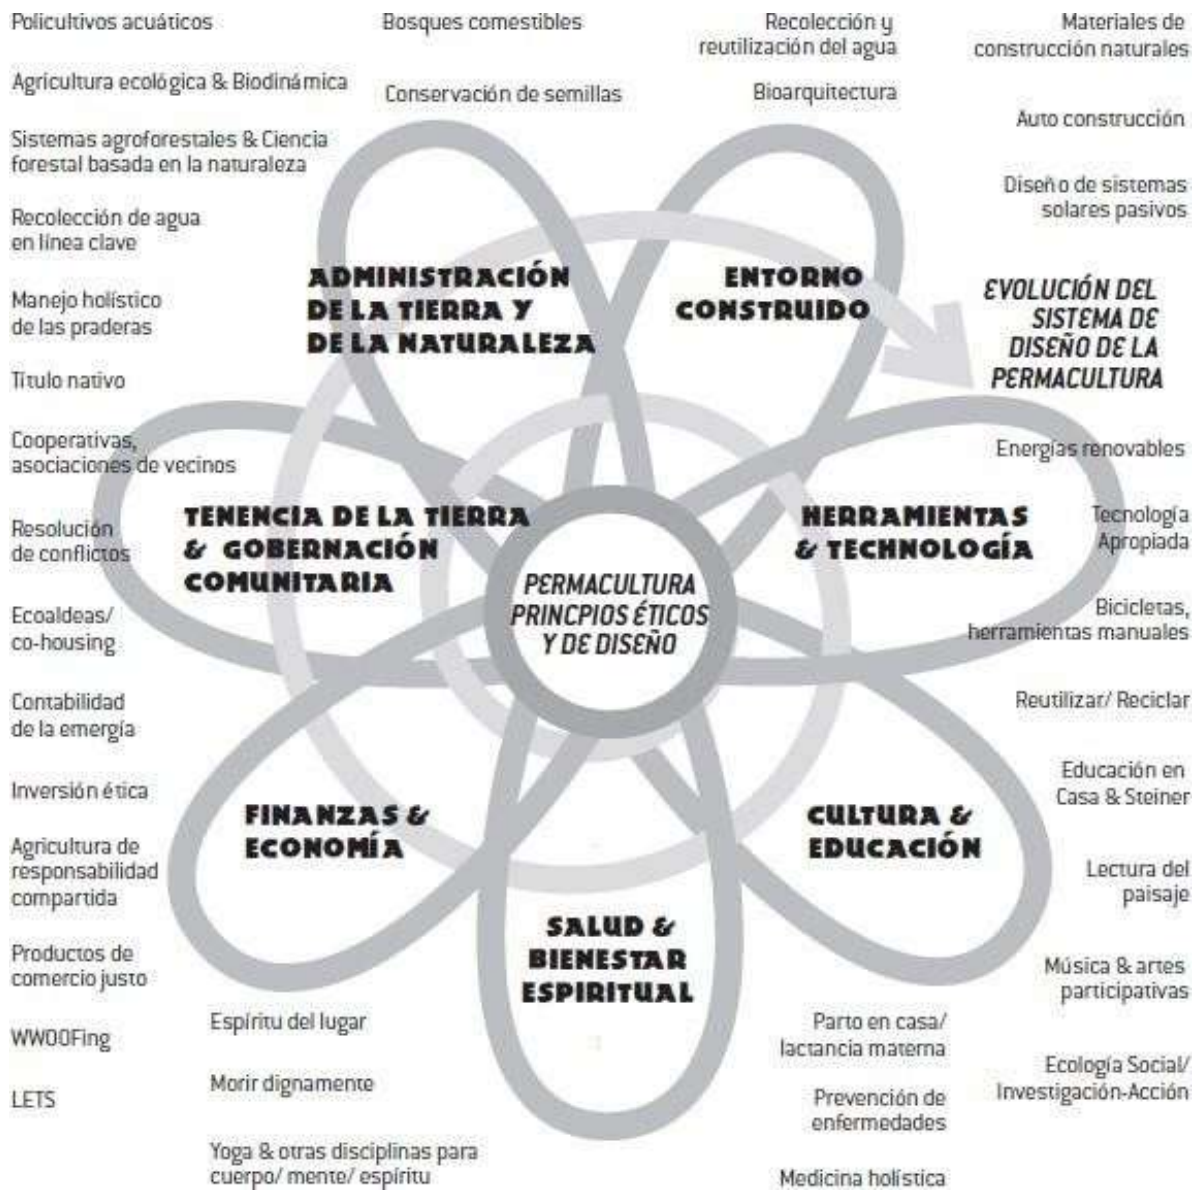 Policultivos acuáticos
Bosques comestibles
Recolección y
reutilización del agua
Materiales de
construcción naturales
Agricultura ecológica & Biodinámica
Conservación de semillas
Bioarquitectura
Auto construcción
Sistemas agroforestales & Ciencia
forestal basada en la naturaleza
Diseño de sistemas
solares pasivos
Recolección de agua
en línea clave
ADMINISTRACIÓN
DE LA TIERRA Y
DE LA NATURALEZA
ENTORNO
CONSTRUIDO
EVOLUCIÓN DEL
SISTEMA DE
DISEÑO DE LA
PERMACULTURA
Manejo holístico
de las praderas
Título nativo
Cooperativas,
asociaciones de vecinos
Energías renovables
TENENCIA DE LA TIERRA
& GOBERNACIÓN
COMUNITARIA
HERRAMIENTAS
& TECHNOLOGÍA
Resolución
de conflictos
Tecnología
Apropiada
PERMACULTURA
PRINCPIOS ÉTICOS
Y DE DISEÑO
Ecoaldeas/
co-housing
Bicicletas,
herramientas manuales
Contabilidad
de la emergía
Reutilizar/ Reciclar
Inversión ética
Educación en
Casa & Steiner
FINANZAS &
ECONOMÍA
CULTURA &
EDUCACIÓN
Agricultura de
responsabilidad
compartida
Lectura del
paisaje
SALUD &
BIENESTAR
ESPIRITUAL
Productos de
comercio justo
Música & artes
participativas
WWOOFing
Espíritu del lugar
Parto en casa/
lactancia materna
LETS
Morir dignamente
Prevención de
enfermedades
Ecología Social/
Investigación-Acción
Yoga & otras disciplinas para
cuerpo/ mente/ espíritu
Medicina holística